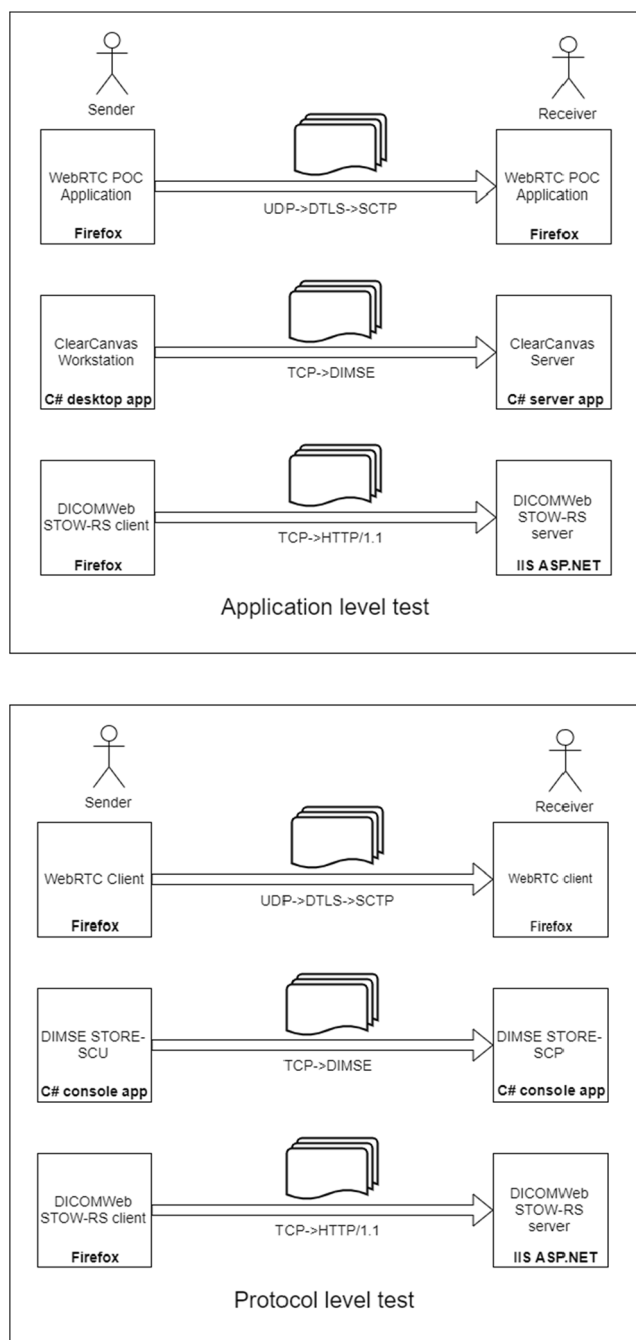 Sender
Receiver
WebRTC POC
Application
Firefox
UDP->DTLS->SCTP
WebRTC POC
Application
Firefox
ClearCanvas
Workstation
C# desktop app
TCP->DIMSE
ClearCanvas
Server
C# server app
DICOMWeb
STOW-RS client
Firefox
TCP->HTTP/1.1
DICOMWeb
STOW-RS
server
IIS ASP.NET
Application level test
Sender
Receiver
WebRTC Client
Firefox
UDP->DTLS->SCTP
WebRTC client
Firefox
DIMSE STORE-
SCU
C# console app
TCP->DIMSE
DIMSE STORE-
SCP
C# console app
DICOMWeb
STOW-RS client
Firefox
TCP->HTTP/1.1
DICOMWeb
STOW-RS
server
IIS ASP.NET
Protocol level test